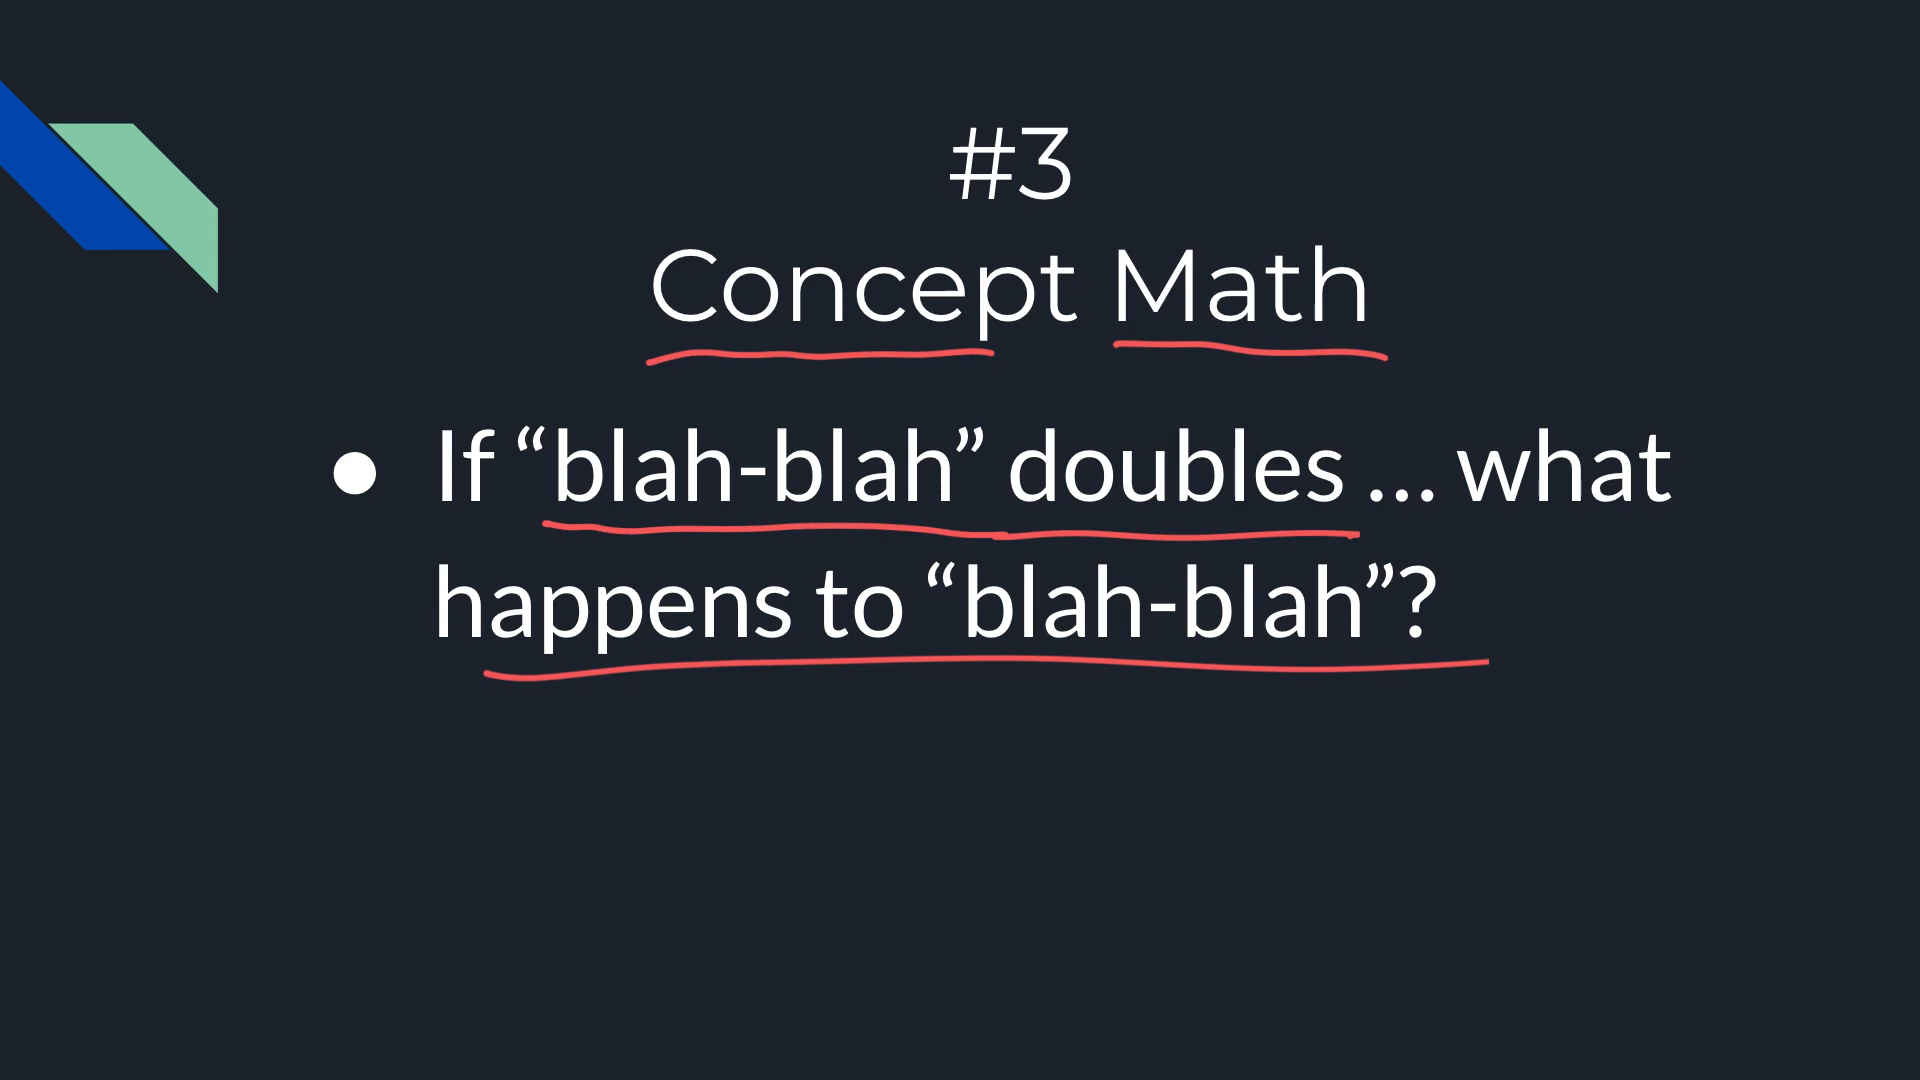 #3
Concept Math
● If “blah-blah” doubles ... what
happens to “blah-blah”?